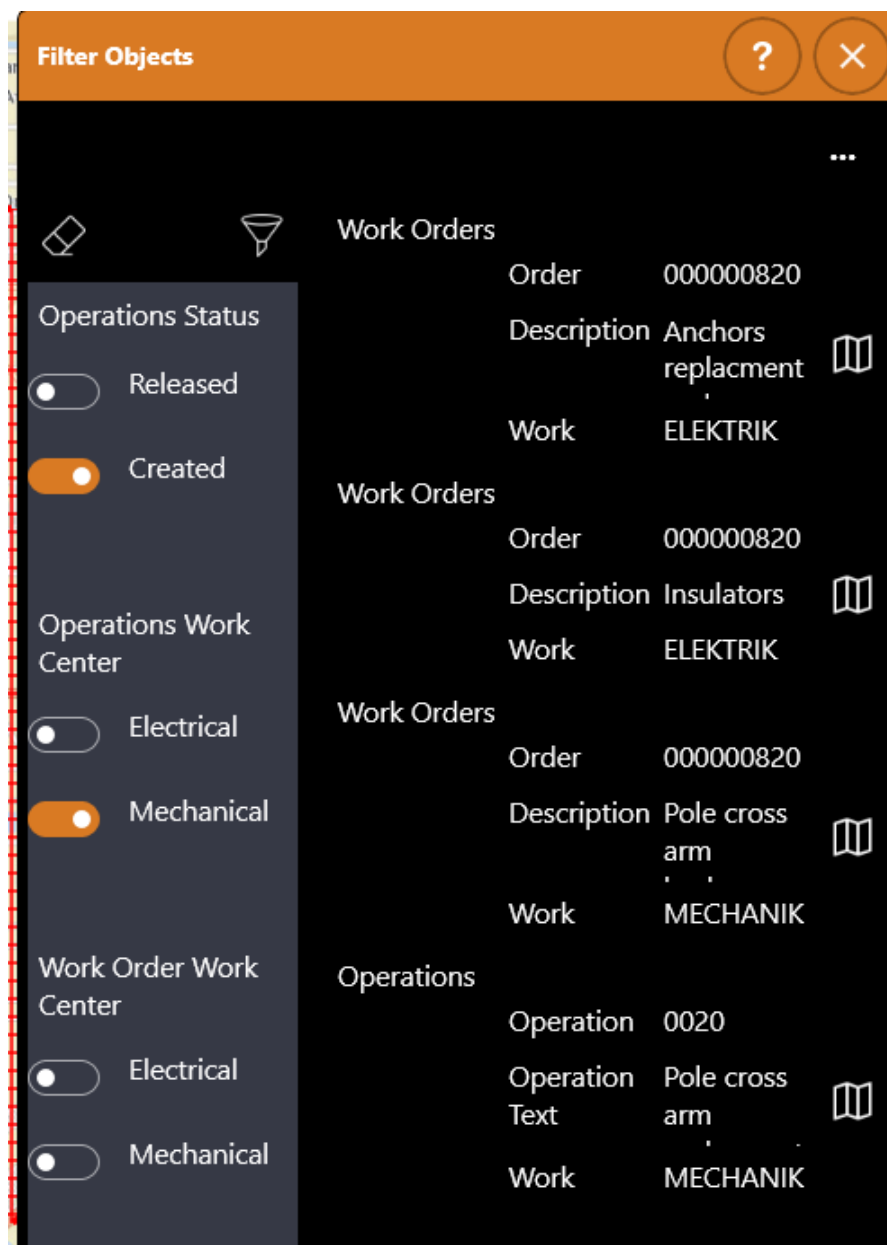 Filter Objects
?
Operations Status
Released
Created
Operations Work
Center
Electrical
Mechanical
Work Order Work
Center
Electrical
Mechanical
Work Orders
Order 000000820
Description Anchors
replacment
Work ELEKTRIK
Work Orders
Order 000000820
Description Insulators
Work ELEKTRIK
Work Orders
Order 000000820
Description Pole cross
arm
Work MECHANIK
Operations
Operation 0020
Operation Pole cross
Text arm
Work MECHANIK